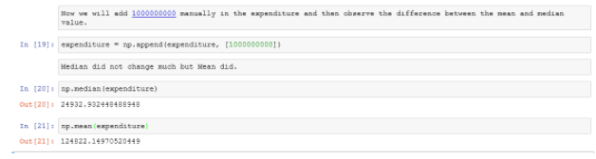 Now we will add 1000000000 manually in the expenditure and then observe the difference between the mean and median
value.
In [19]: expenditure = np.append(expenditure, [1000000000])
Median did not change much but Mean did.
In [20]: np.median(expenditure)
Out[20]: 24932.932448488948
In [21]: np.mean(expenditure)
Out[21]: 124822.14970520449